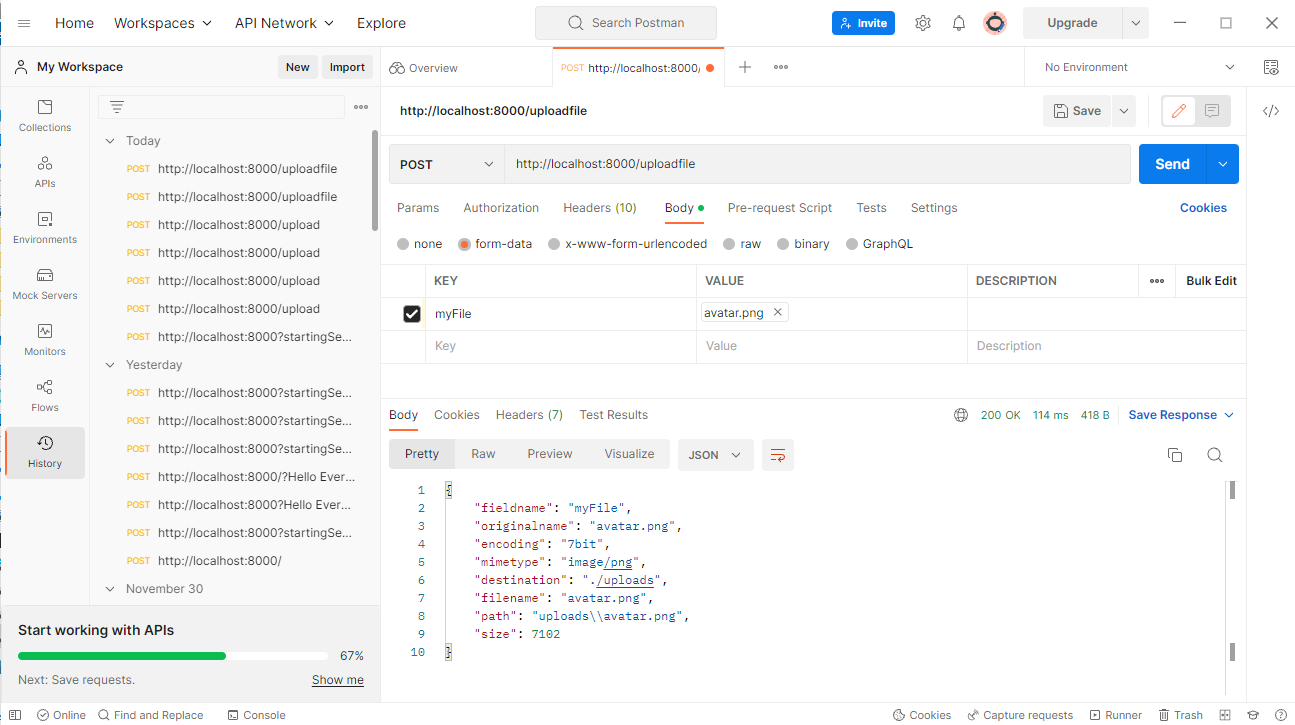 Home Workspaces API Network Explore Search Postman Invite Upgrade
My Workspace New Import Overview POST http://localhost:8000/ No Environment
Collections
APIs
Environments
Mock Servers
Monitors
Flows
History
Today
POST http://localhost:8000/uploadfile
POST http://localhost:8000/uploadfile
POST http://localhost:8000/upload
POST http://localhost:8000/upload
POST http://localhost:8000/upload
POST http://localhost:8000/upload
POST http://localhost:8000?startingSe...
Yesterday
POST http://localhost:8000?startingSe...
POST http://localhost:8000?startingSe...
POST http://localhost:8000?startingSe...
POST http://localhost:8000/?Hello Ever...
POST http://localhost:8000?Hello Ever...
POST http://localhost:8000?startingSe...
POST http://localhost:8000/
November 30
Start working with APIs
67%
Next: Save requests. Show me
http://localhost:8000/uploadfile Save
POST http://localhost:8000/uploadfile Send
Params Authorization Headers (10) Body Pre-request Script Tests Settings Cookies
none form-data x-www-form-urlencoded raw binary GraphQL
KEY VALUE DESCRIPTION Bulk Edit
myFile avatar.png
Key Value Description
Body Cookies Headers (7) Test Results 200 OK 114 ms 418 B Save Response
Pretty Raw Preview Visualize JSON
1 {
2 "fieldname": "myFile",
3 "originalname": "avatar.png",
4 "encoding": "7bit",
5 "mimetype": "image/png",
6 "destination": "./uploads",
7 "filename": "avatar.png",
8 "path": "uploads\\avatar.png",
9 "size": 7102
10 }
Online Find and Replace Console Cookies Capture requests Runner Trash